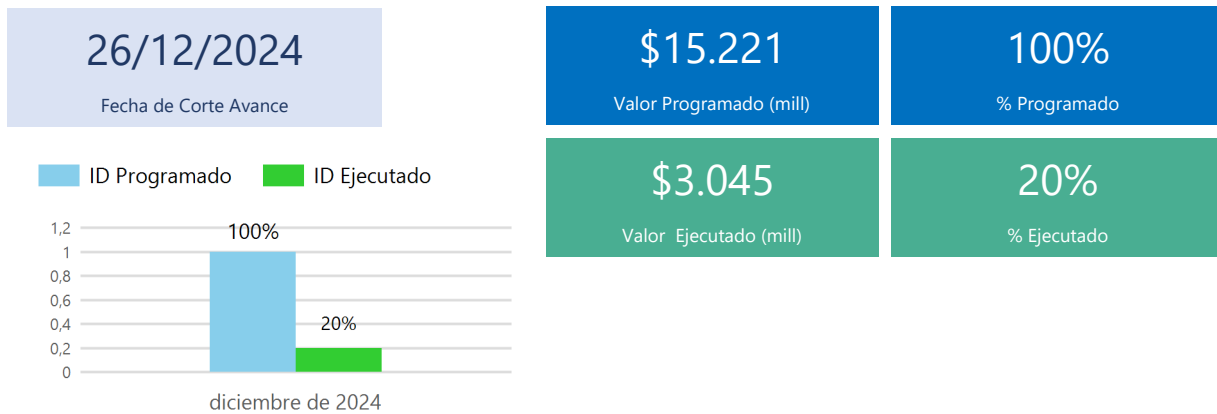 26/12/2024
Fecha de Corte Avance
$15.221
Valor Programado (mill)
100%
% Programado
$3.045
Valor  Ejecutado (mill)
20%
% Ejecutado
ID Programado
ID Ejecutado
1,2
1
0,8
0,6
0,4
0,2
0
100%
20%
diciembre de 2024